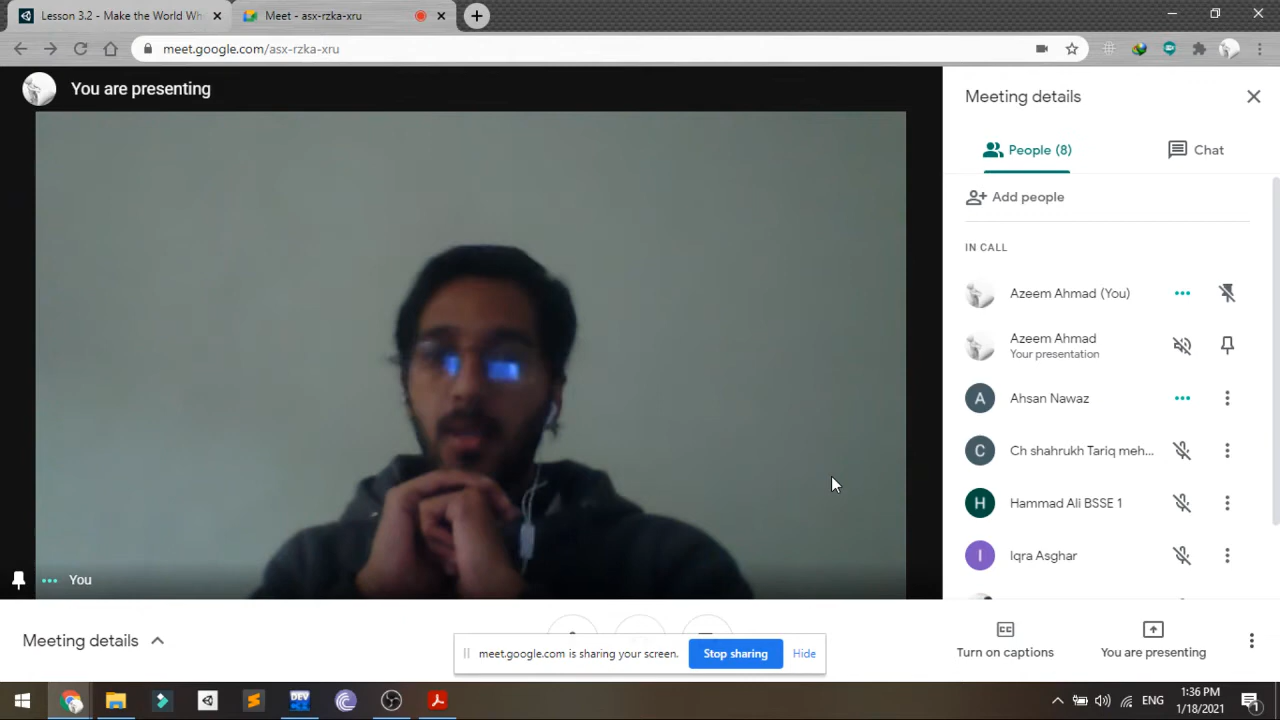 Lesson 3.2 - Make the World Wh
Meet - asx-rzka-xru
meet.google.com/asx-rzka-xru
You are presenting
Meeting details
People (8)
Chat
Add people
IN CALL
Azeem Ahmad (You)
Azeem Ahmad
Your presentation
A
Ahsan Nawaz
C
Ch shahrukh Tariq meh...
H
Hammad Ali BSSE 1
I
Iqra Asghar
You
Meeting details
meet.google.com is sharing your screen.
Stop sharing
Hide
CC
Turn on captions
You are presenting
DEV
ENG
1:36 PM
1/18/2021
1